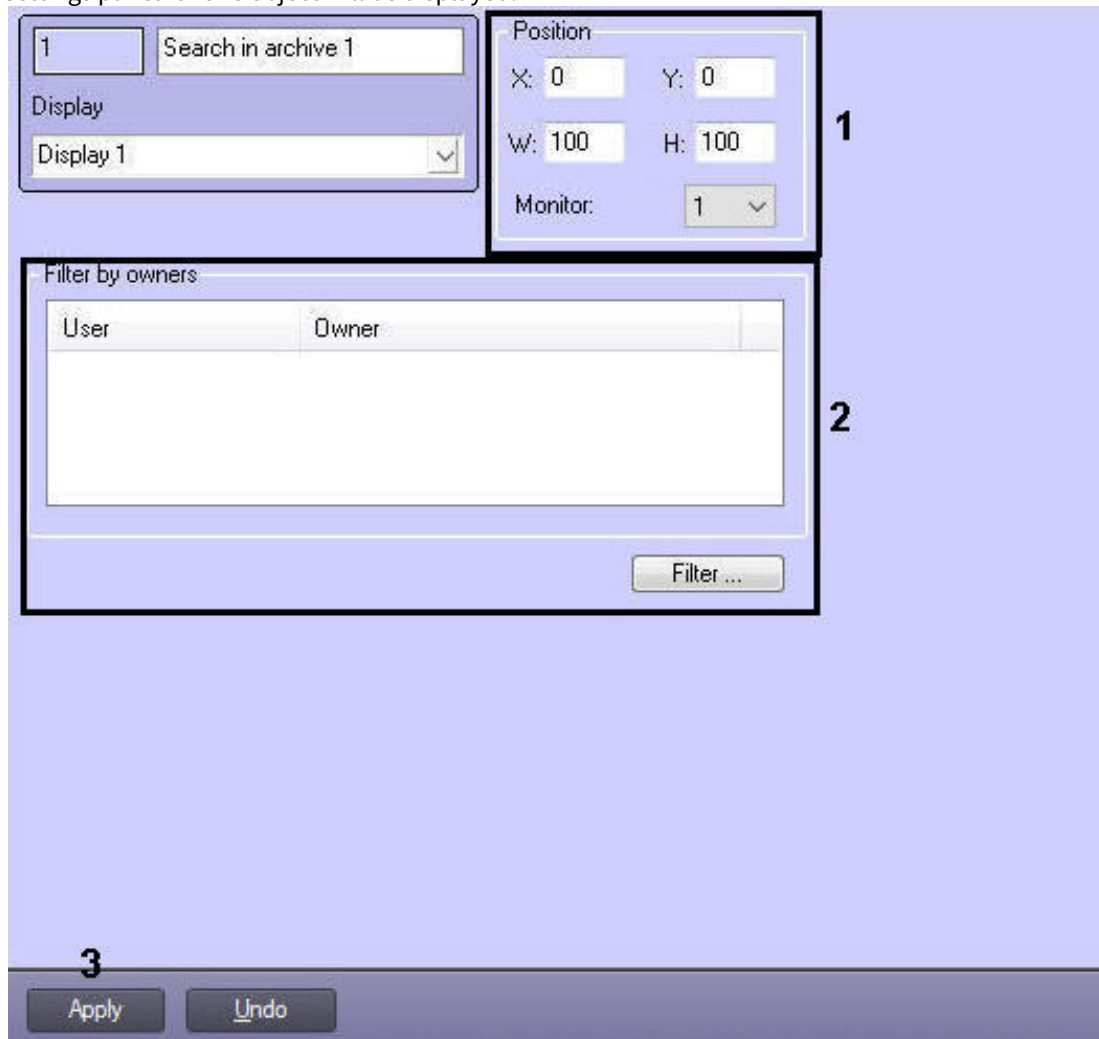 1
Search in archive 1
Display
Display 1
Position
X: 0 Y: 0
W: 100 H: 100
Monitor: 1
1
Filter by owners
User Owner
2
Filter ...
3
Apply Undo